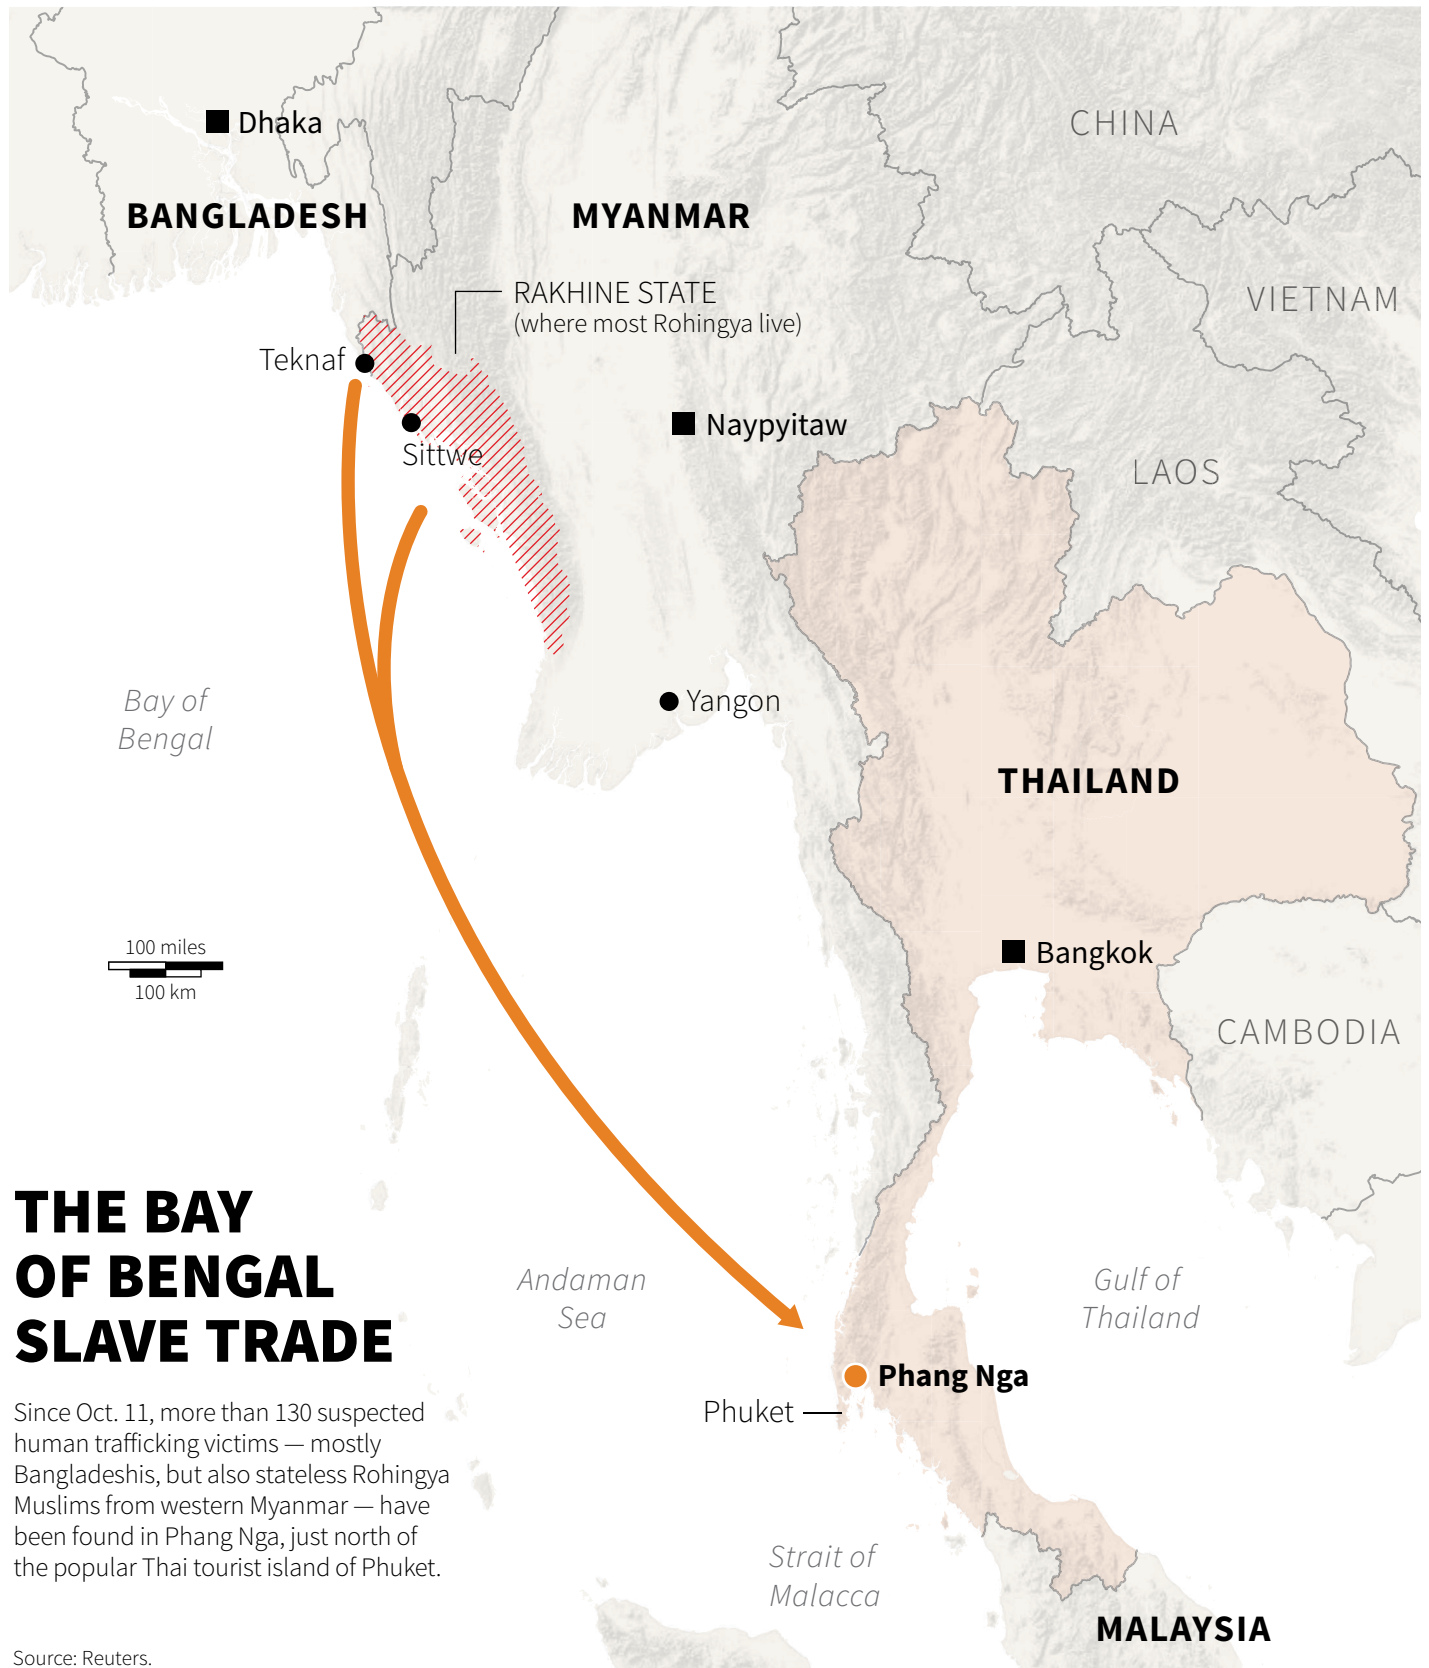 Dhaka
CHINA
BANGLADESH
MYANMAR
RAKHINE STATE
(where most Rohingya live)
VIETNAM
Teknaf
Naypyitaw
Sittwe
LAOS
Bay of
Bengal
Yangon
THAILAND
100 miles
100 km
Bangkok
CAMBODIA
THE BAY
OF BENGAL
SLAVE TRADE
Andaman
Sea
Gulf of
Thailand
Phang Nga
Phuket
Since Oct. 11, more than 130 suspected
human trafficking victims — mostly
Bangladeshis, but also stateless Rohingya
Muslims from western Myanmar — have
been found in Phang Nga, just north of
the popular Thai tourist island of Phuket.
Strait of
Malacca
MALAYSIA
Source: Reuters.